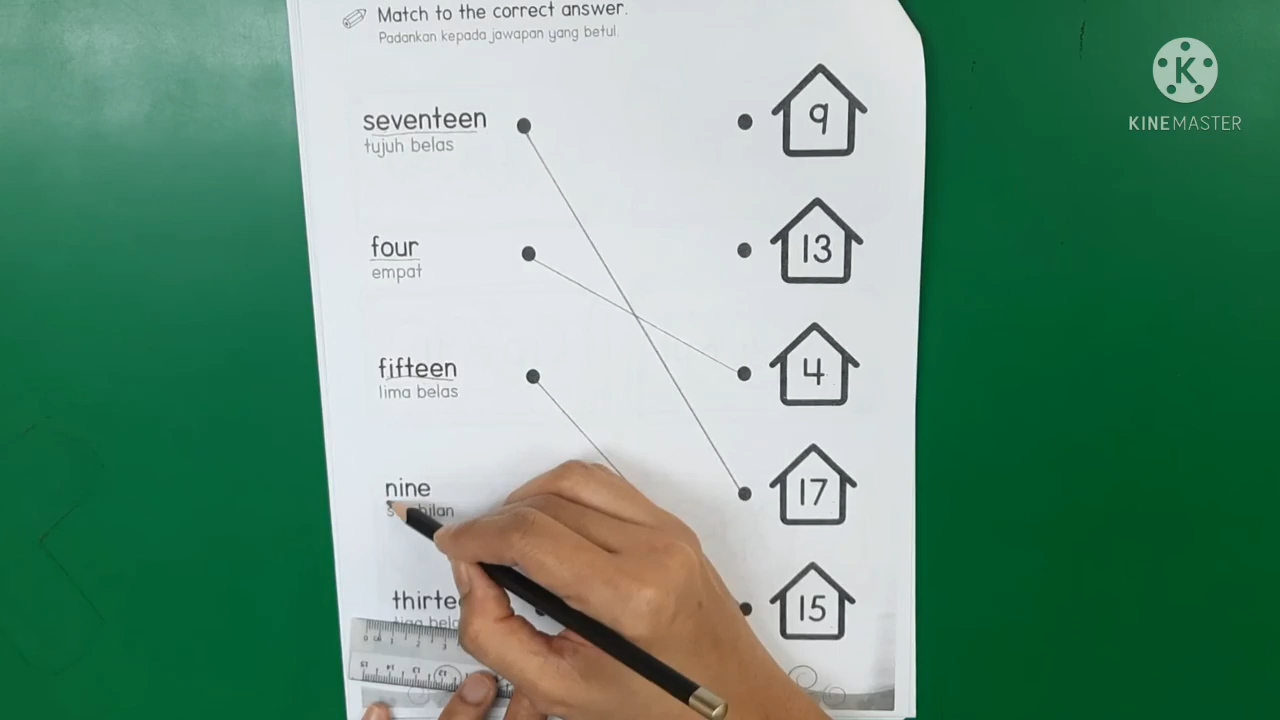 Match to the correct answer.
Padankan kepada jawapan yang betul.
K
KINEMASTER
seventeen
tujuh belas
9
four
empat
13
fifteen
lima belas
4
nine
17
15